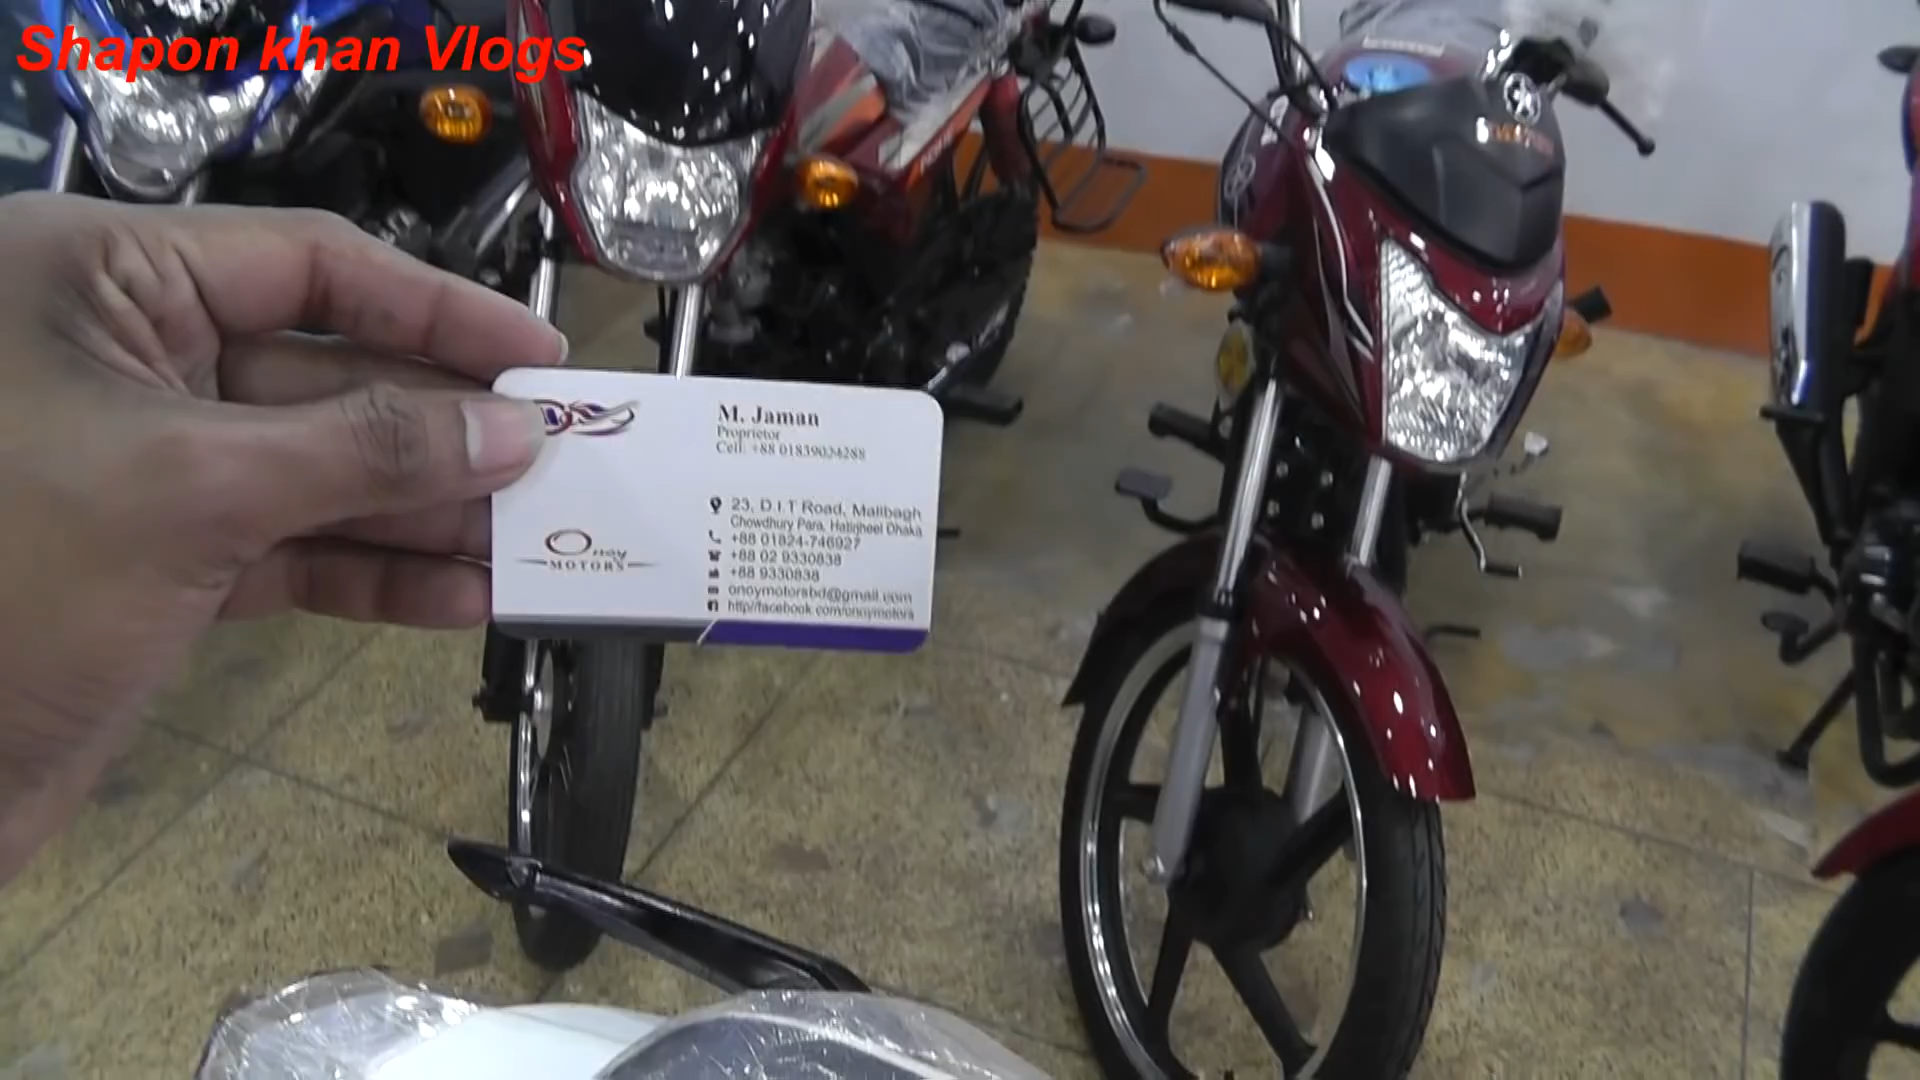 Shapon khan Vlogs
M. Jaman
Proprietor
Cell: +88 01839024288
23, D.I.T Road, Malibagh
Chowdhury Para, Hatirjheel Dhaka
+88 01824-746927
+88 02 9330838
+88 9330838
onoymotorsbd@gmail.com
http//facebook.com/onoymotors
Onoy
MOTORS